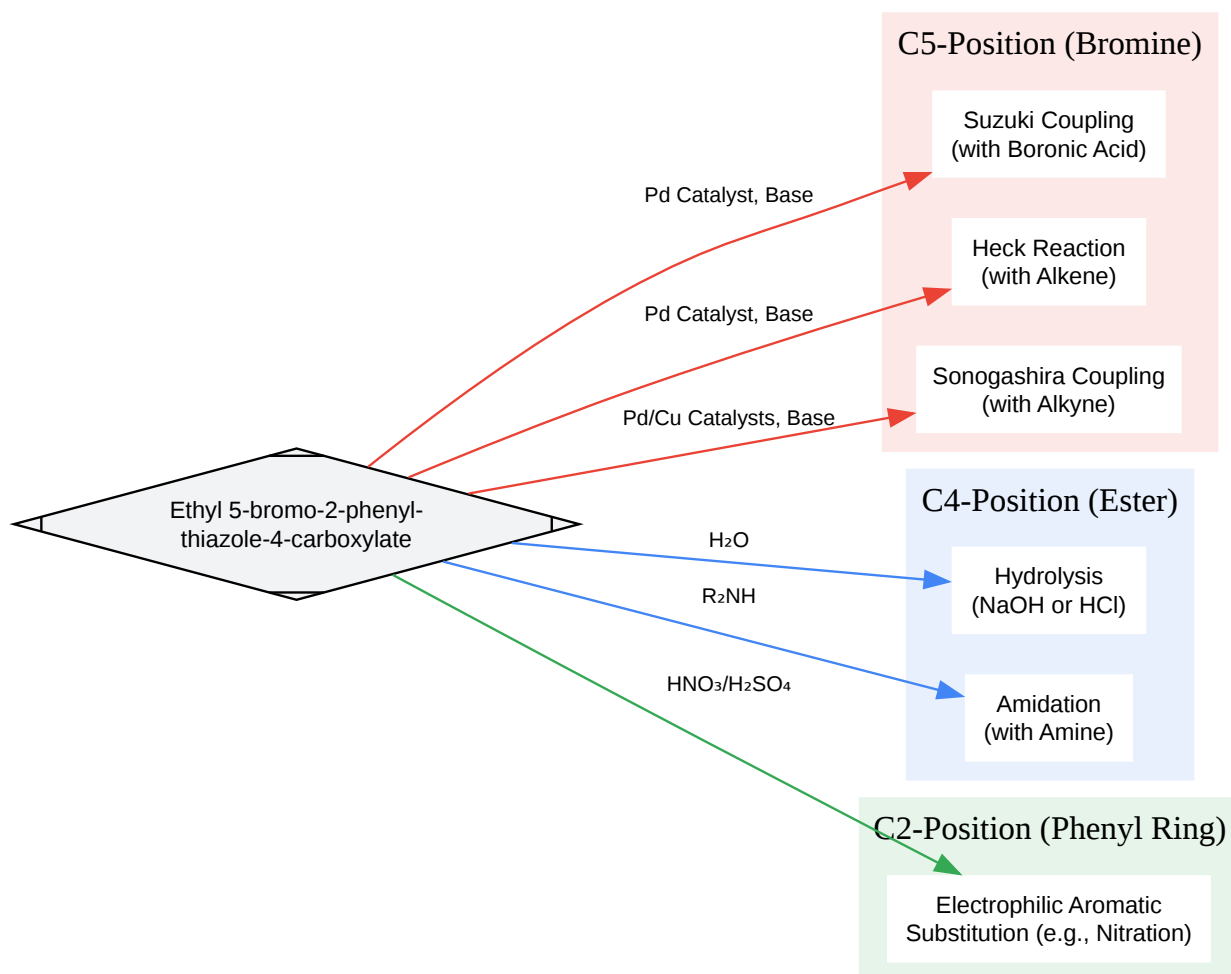 C5-Position (Bromine)
Suzuki Coupling
(with Boronic Acid)
Pd Catalyst, Base
Heck Reaction
(with Alkene)
Pd Catalyst, Base
Sonogashira Coupling
(with Alkyne)
Pd/Cu Catalysts, Base
Ethyl 5-bromo-2-phenyl-
thiazole-4-carboxylate
C4-Position (Ester)
H₂O
Hydrolysis
(NaOH or HCl)
R₂NH
Amidation
(with Amine)
HNO₃/H₂SO₄
C2-Position (Phenyl Ring)
Electrophilic Aromatic
Substitution (e.g., Nitration)